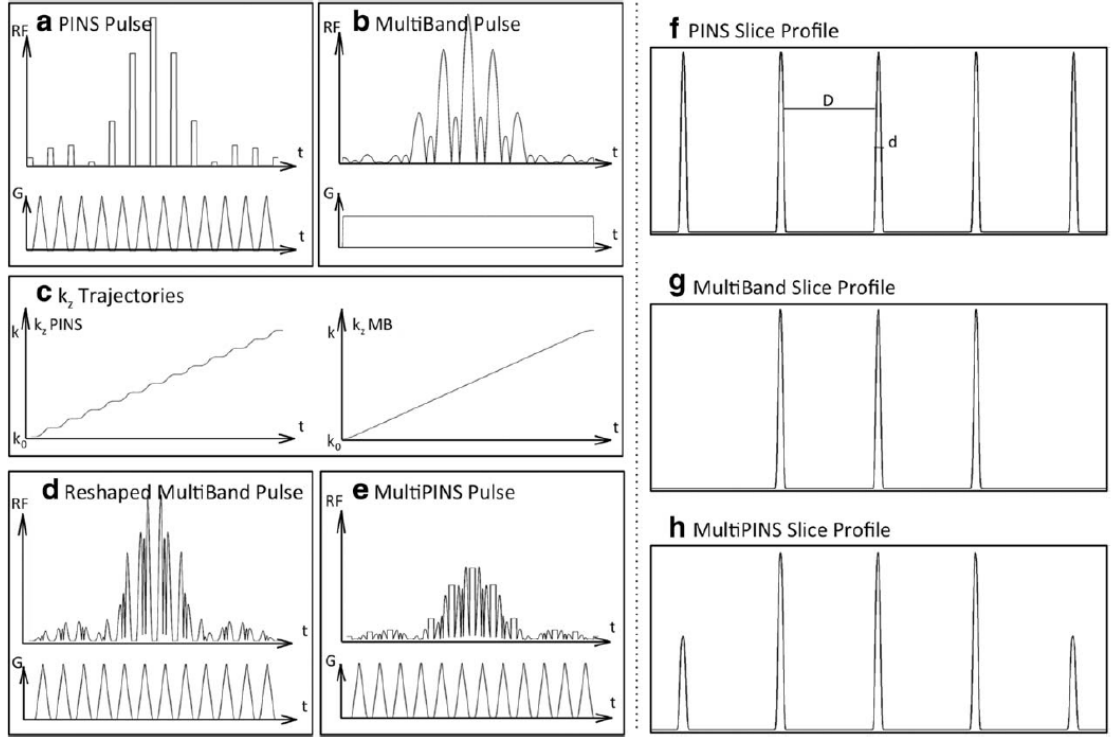 a PINS Pulse
RF
t
G
t
b MultiBand Pulse
RF
t
G
t
c kz Trajectories
k
kz PINS
k0
t
k
kz MB
k0
t
d Reshaped MultiBand Pulse
RF
t
G
t
e MultiPINS Pulse
RF
t
G
t
f PINS Slice Profile
D
d
g MultiBand Slice Profile
h MultiPINS Slice Profile